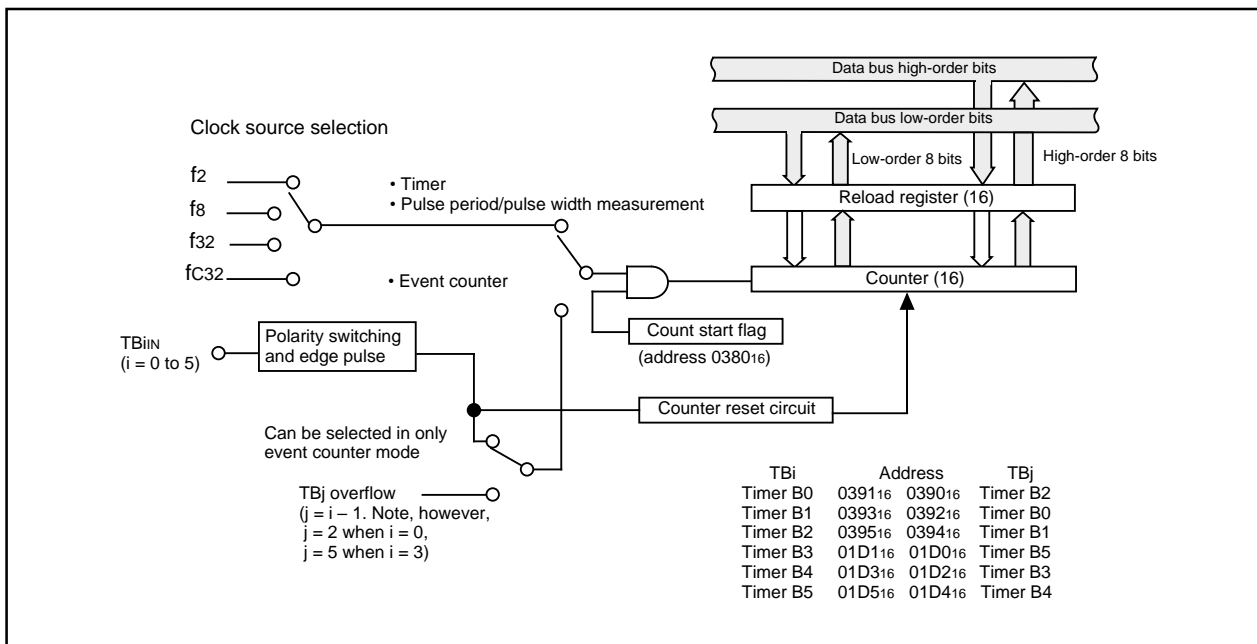 Data bus high-order bits
Data bus low-order bits
Clock source selection
Low-order 8 bits
High-order 8 bits
f2
• Timer
Reload register (16)
• Pulse period/pulse width measurement
f8
f32
fC32
• Event counter
Counter (16)
Count start flag
(address 038016)
TBiIN
(i = 0 to 5)
Polarity switching
and edge pulse
Counter reset circuit
Can be selected in only
event counter mode
TBj overflow
(j = i – 1. Note, however,
j = 2 when i = 0,
j = 5 when i = 3)
TBi Address TBj
Timer B0 039116 039016 Timer B2
Timer B1 039316 039216 Timer B0
Timer B2 039516 039416 Timer B1
Timer B3 01D116 01D016 Timer B5
Timer B4 01D316 01D216 Timer B3
Timer B5 01D516 01D416 Timer B4